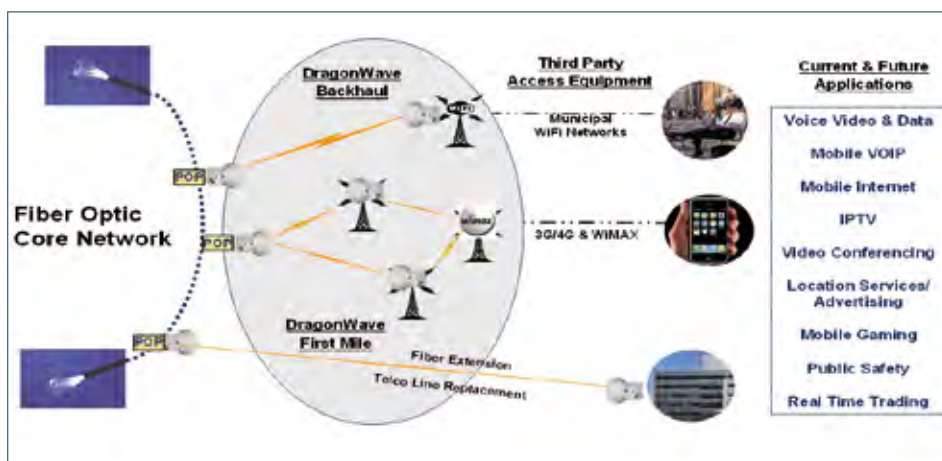 DragonWave
Backhaul
Third Party
Access Equipment
Current & Future
Applications
WiFi
Municipal
WiFi Networks
Voice Video & Data
Mobile VOIP
Mobile Internet
IPTV
Video Conferencing
Location Services/
Advertising
Mobile Gaming
Public Safety
Real Time Trading
POP
Fiber Optic
Core Network
POP
WiMAX
3G/4G & WiMAX
DragonWave
First Mile
POP
Fiber Extension
Telco Line Replacement